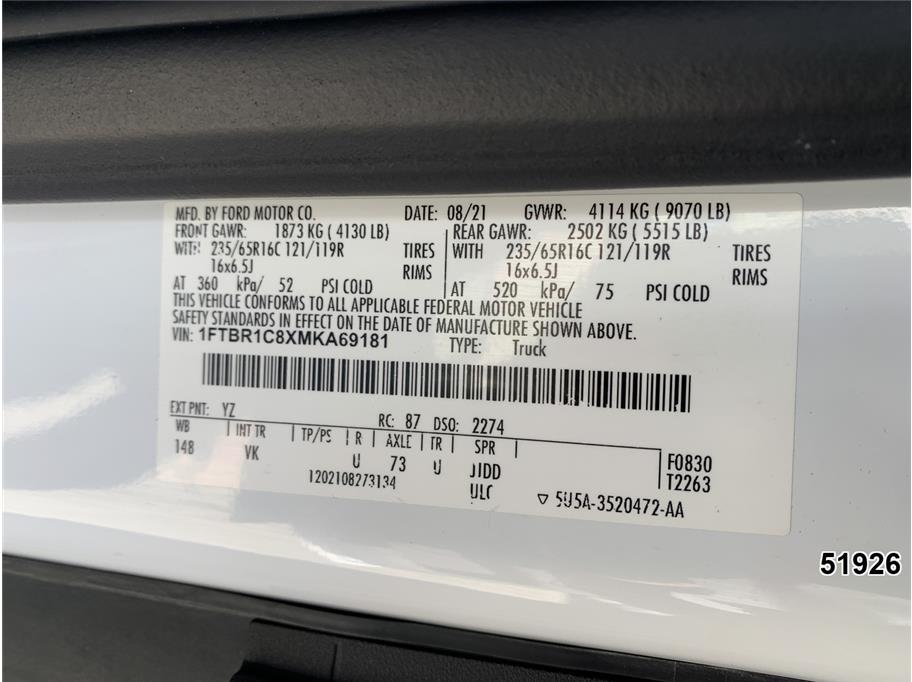 MFD. BY FORD MOTOR CO. DATE: 08/21 GVWR: 4114 KG ( 9070 LB)
FRONT GAWR: 1873 KG ( 4130 LB) REAR GAWR: 2502 KG ( 5515 LB)
WITH 235/65R16C 121/119R TIRES WITH 235/65R16C 121/119R TIRES
16x6.5J RIMS 16x6.5J RIMS
AT 360 kPa/ 52 PSI COLD AT 520 kPa/ 75 PSI COLD
THIS VEHICLE CONFORMS TO ALL APPLICABLE FEDERAL MOTOR VEHICLE
SAFETY STANDARDS IN EFFECT ON THE DATE OF MANUFACTURE SHOWN ABOVE.
VIN: 1FTBR1C8XMKA69181 TYPE: Truck
EXT PNT: YZ RC: 87 DSO: 2274
WB INT TR TP/PS R AXLE TR SPR
148 VK U 73 U JIDD F0830
1202108273134 ULC T2263
▽ 5U5A-3520472-AA
51926